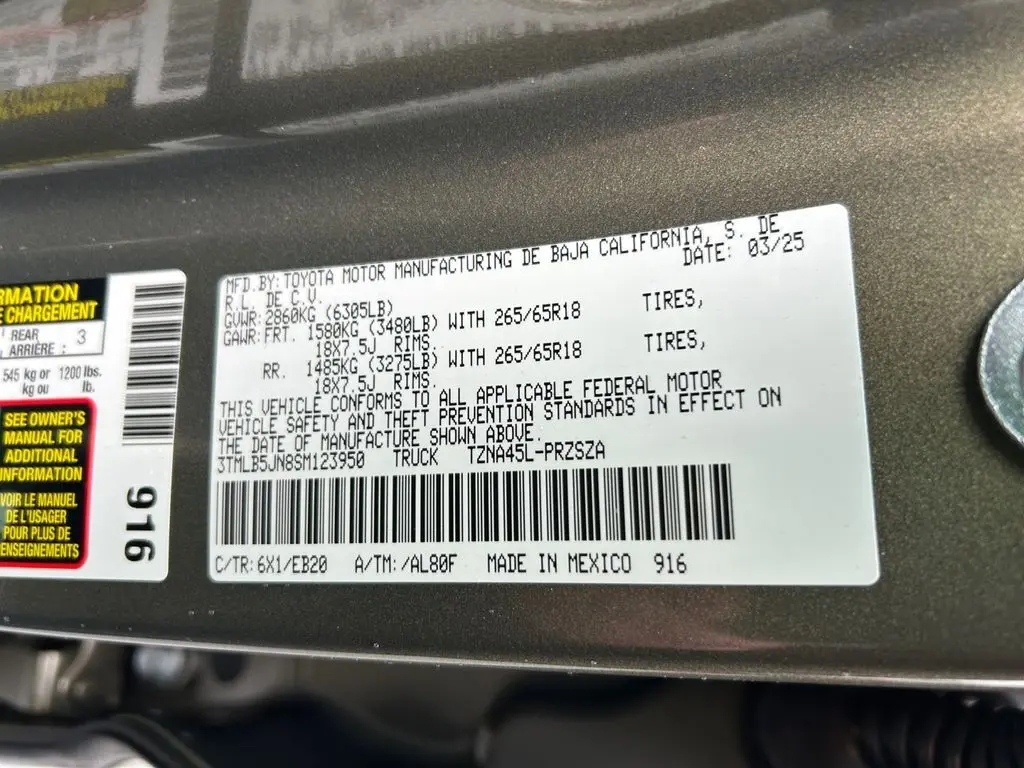 RMATION
E CHARGEMENT
REAR
ARRIÈRE : 3
545 kg or 1200 lbs.
kg ou lb.
SEE OWNER'S
MANUAL FOR
ADDITIONAL
INFORMATION
VOIR LE MANUEL
DE L'USAGER
POUR PLUS DE
ENSEIGNEMENTS
916
MFD.BY:TOYOTA MOTOR MANUFACTURING DE BAJA CALIFORNIA, S. DE
R.L. DE C.V. DATE: 03/25
GVWR:2860KG (6305LB)
GAWR:FRT. 1580KG (3480LB) WITH 265/65R18 TIRES,
18X7.5J RIMS.
RR. 1485KG (3275LB) WITH 265/65R18 TIRES,
18X7.5J RIMS.
THIS VEHICLE CONFORMS TO ALL APPLICABLE FEDERAL MOTOR
VEHICLE SAFETY AND THEFT PREVENTION STANDARDS IN EFFECT ON
THE DATE OF MANUFACTURE SHOWN ABOVE.
3TMLB5JN8SM123950 TRUCK TZNA45L-PRZSZA
C/TR:6X1/EB20 A/TM:/AL80F MADE IN MEXICO 916